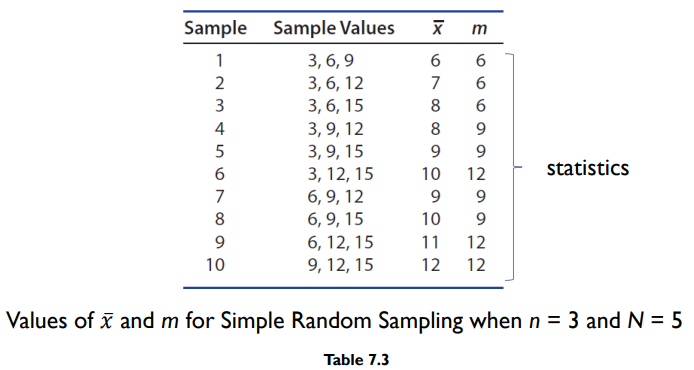 Sample Sample Values x̄ m
1 3, 6, 9 6 6
2 3, 6, 12 7 6
3 3, 6, 15 8 6
4 3, 9, 12 8 9
5 3, 9, 15 9 9
6 3, 12, 15 10 12
7 6, 9, 12 9 9
8 6, 9, 15 10 9
9 6, 12, 15 11 12
10 9, 12, 15 12 12
statistics
Values of x̄ and m for Simple Random Sampling when n = 3 and N = 5
Table 7.3